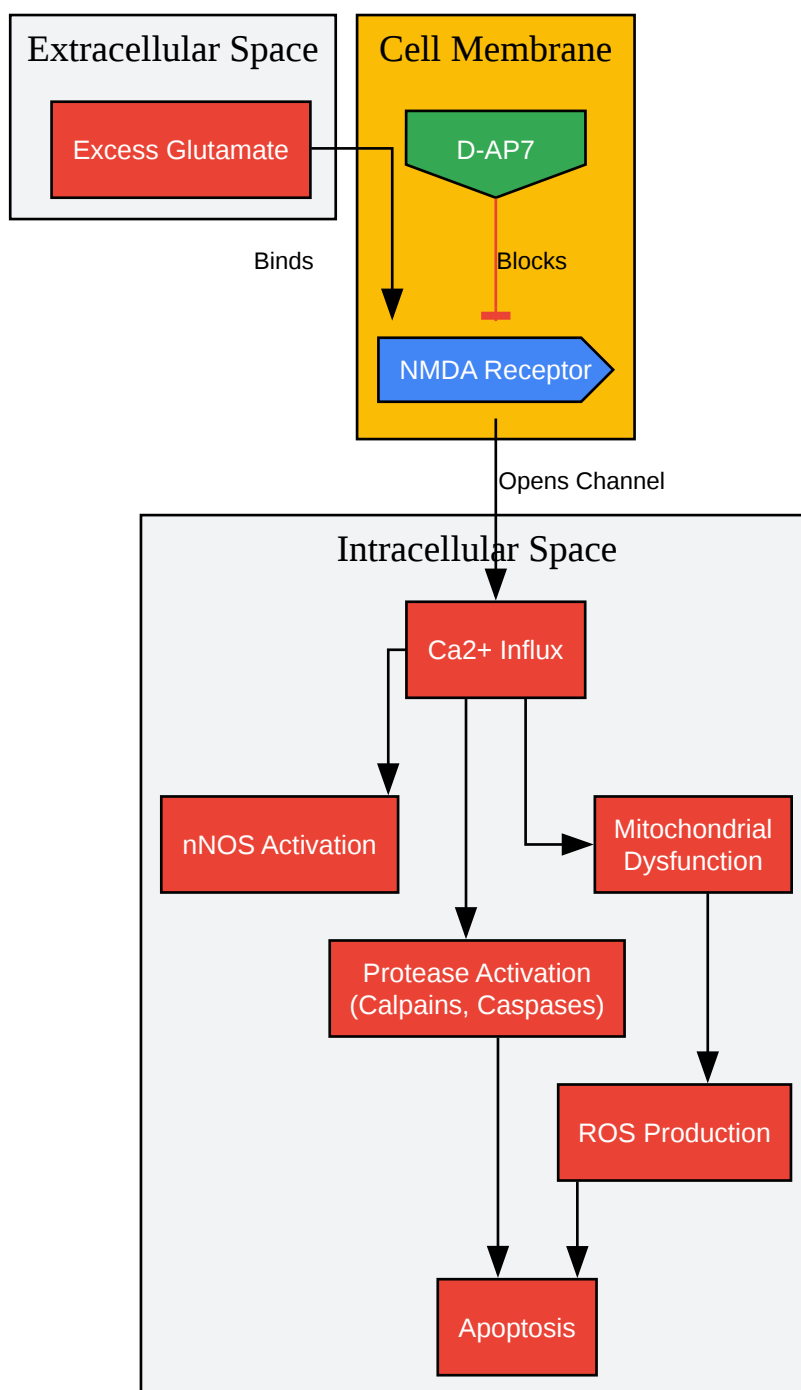 Extracellular Space
Cell Membrane
Excess Glutamate
D-AP7
Binds
Blocks
NMDA Receptor
Opens Channel
Intracellular Space
Ca2+ Influx
nNOS Activation
Mitochondrial
Dysfunction
Protease Activation
(Calpains, Caspases)
ROS Production
Apoptosis